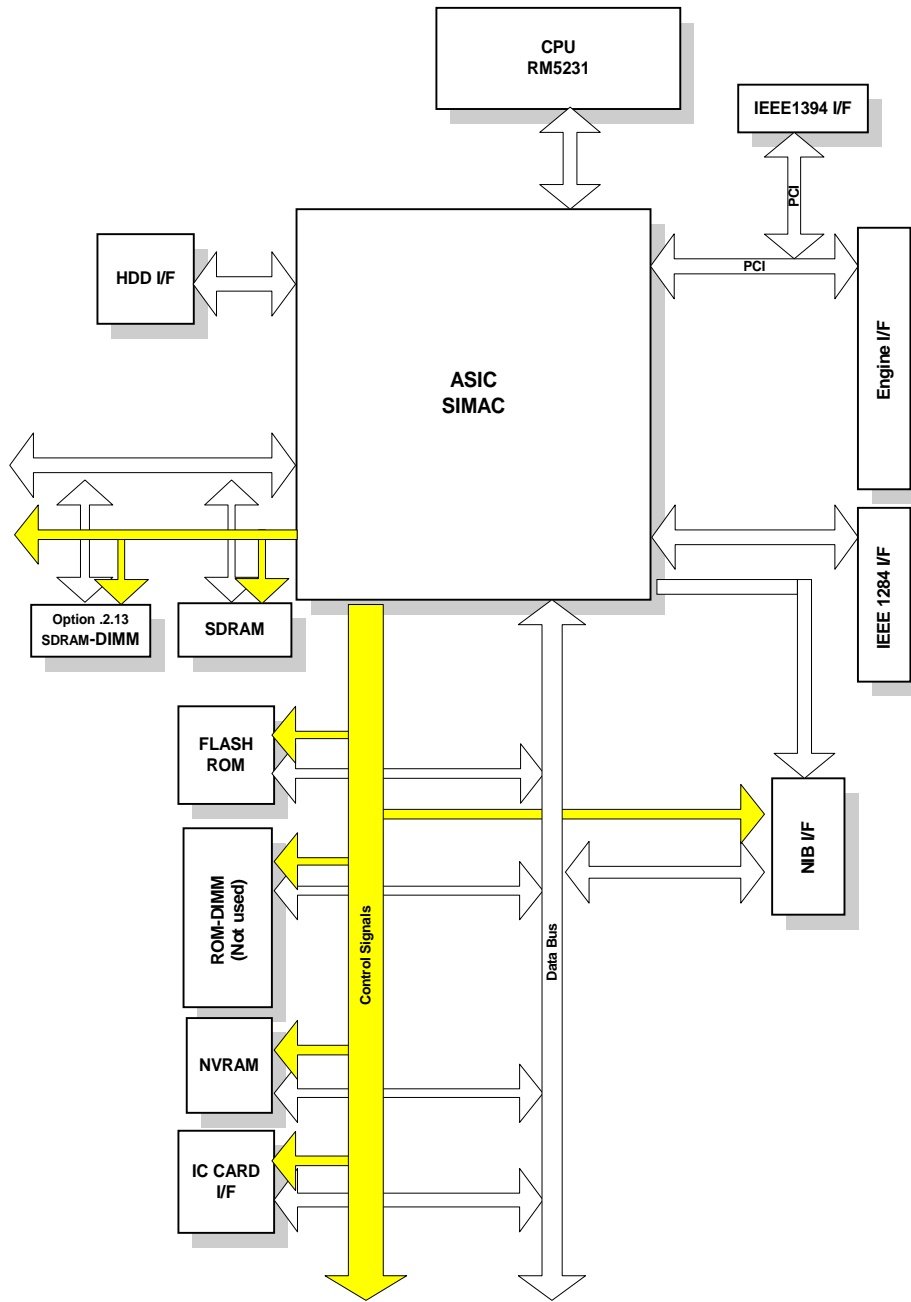 CPU
RM5231
IEEE1394 I/F
PCI
PCI
HDD I/F
ASIC
SIMAC
Engine I/F
IEEE 1284 I/F
Option .2.13
SDRAM-DIMM
SDRAM
FLASH
ROM
NIB I/F
ROM-DIMM
(Not used)
Control Signals
Data Bus
NVRAM
IC CARD
I/F